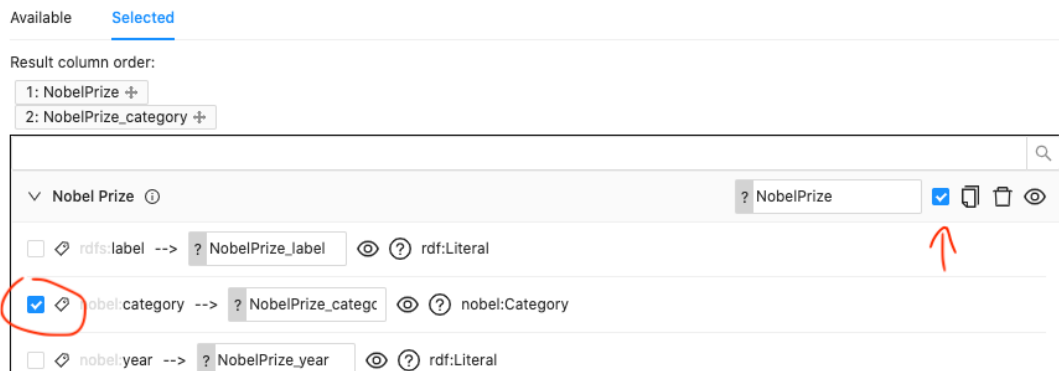 Available Selected
Result column order:
1: NobelPrize
2: NobelPrize_category
Nobel Prize ? NobelPrize
rdfs:label --> ? NobelPrize_label ? rdf:Literal
nobel:category --> ? NobelPrize_catego ? nobel:Category
nobel:year --> ? NobelPrize_year ? rdf:Literal